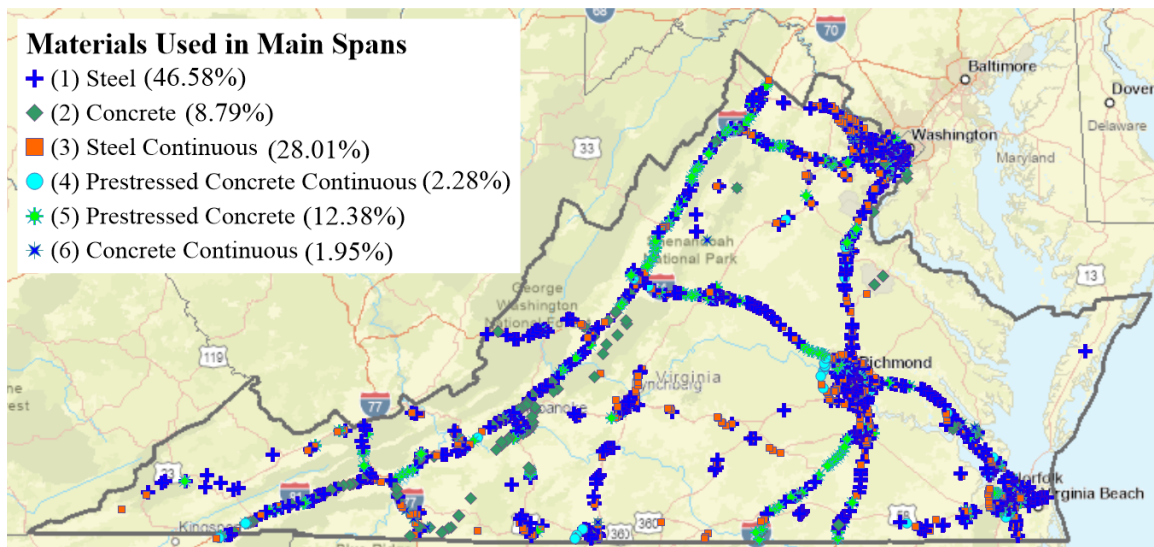 Materials Used in Main Spans
(1) Steel (46.58%)
(2) Concrete (8.79%)
(3) Steel Continuous (28.01%)
(4) Prestressed Concrete Continuous (2.28%)
(5) Prestressed Concrete (12.38%)
(6) Concrete Continuous (1.95%)
68
70
Baltimore
Dover
Delaware
33
Washington
Maryland
Shenandoah
National Park
13
George
Washington
National
119
Richmond
Virginia
Lynchburg
77
33
58
Virginia Beach
77
360
360